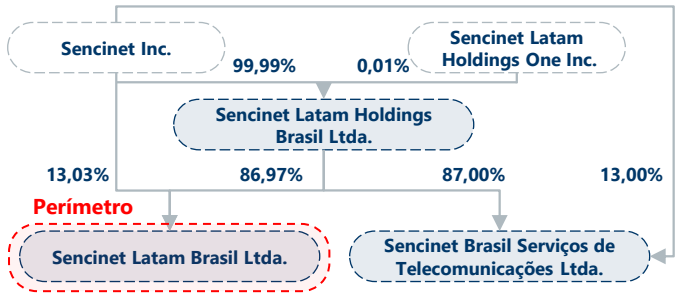 Sencinet Inc.
Sencinet Latam
Holdings One Inc.
99,99%
0,01%
Sencinet Latam Holdings
Brasil Ltda.
13,03%
86,97%
87,00%
13,00%
Perímetro
Sencinet Latam Brasil Ltda.
Sencinet Brasil Serviços de
Telecomunicações Ltda.